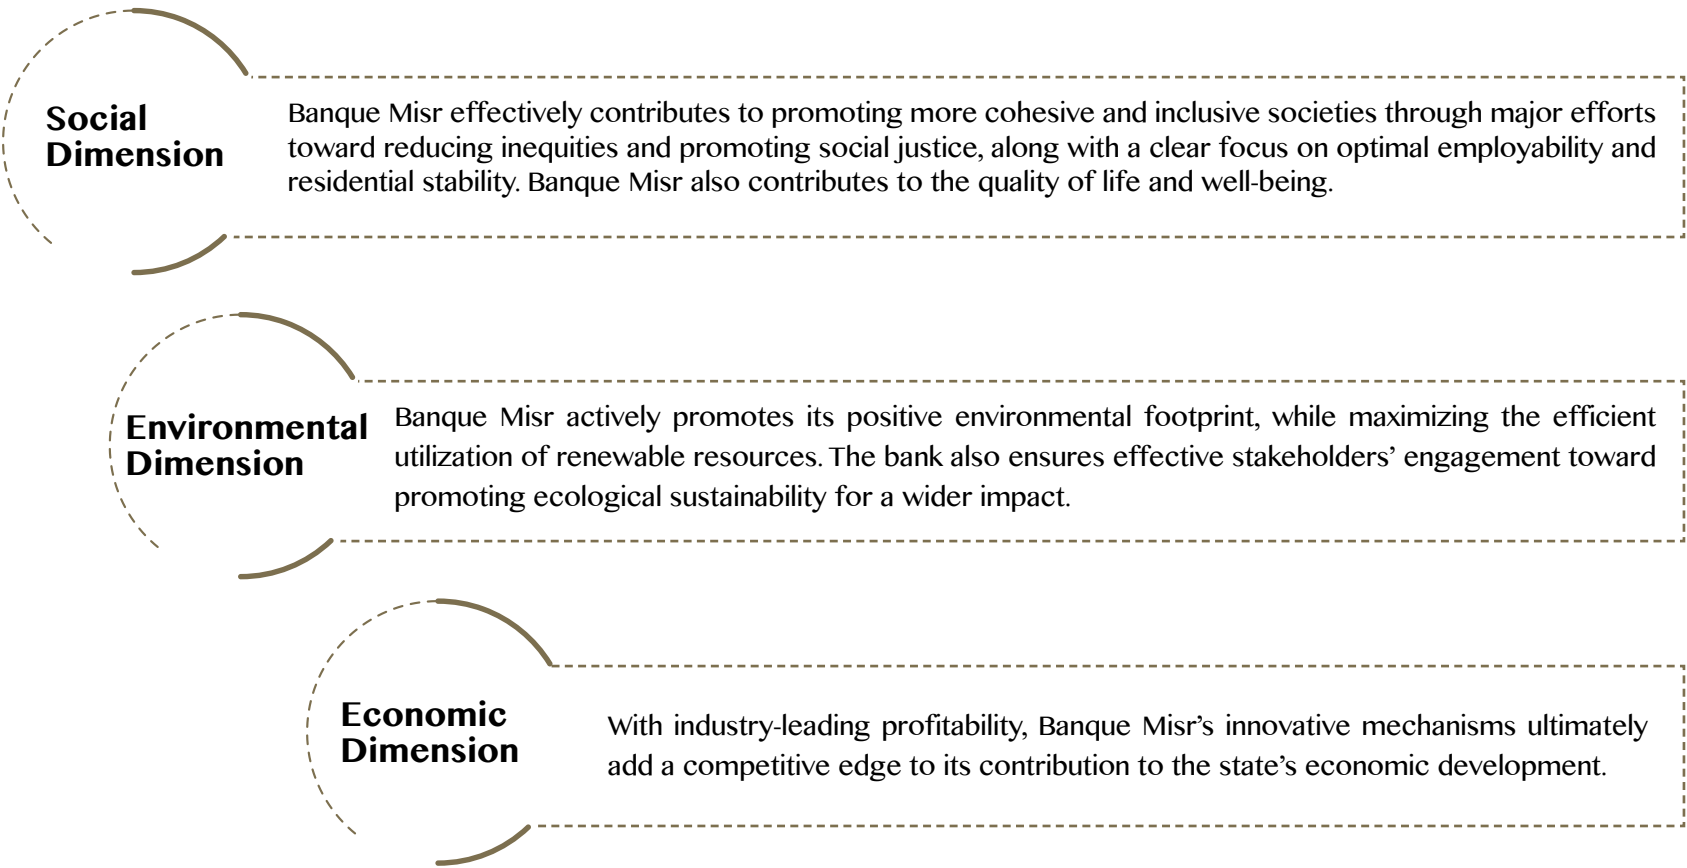 Social
Dimension
Banque Misr effectively contributes to promoting more cohesive and inclusive societies through major efforts
toward reducing inequities and promoting social justice, along with a clear focus on optimal employability and
residential stability. Banque Misr also contributes to the quality of life and well-being.
Environmental
Dimension
Banque Misr actively promotes its positive environmental footprint, while maximizing the efficient
utilization of renewable resources. The bank also ensures effective stakeholders’ engagement toward
promoting ecological sustainability for a wider impact.
Economic
Dimension
With industry-leading profitability, Banque Misr’s innovative mechanisms ultimately
add a competitive edge to its contribution to the state’s economic development.